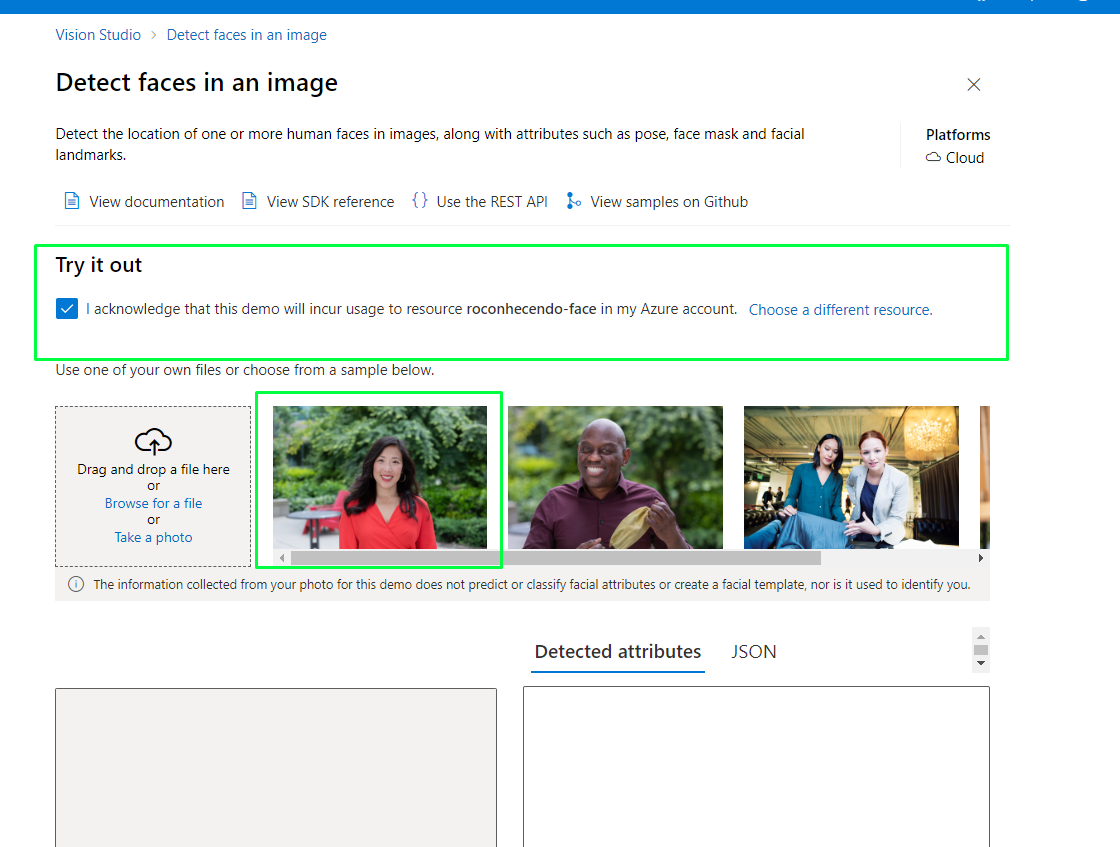 Vision Studio > Detect faces in an image
Detect faces in an image
Detect the location of one or more human faces in images, along with attributes such as pose, face mask and facial
landmarks.
Platforms
Cloud
View documentation View SDK reference {} Use the REST API View samples on Github
Try it out
I acknowledge that this demo will incur usage to resource roconhecendo-face in my Azure account. Choose a different resource.
Use one of your own files or choose from a sample below.
Drag and drop a file here
or
Browse for a file
or
Take a photo
The information collected from your photo for this demo does not predict or classify facial attributes or create a facial template, nor is it used to identify you.
Detected attributes JSON